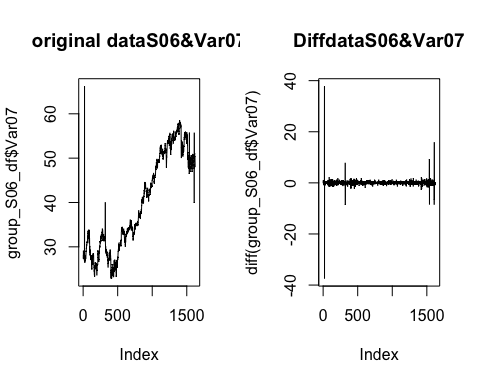 original dataS06&Var07
group_S06_df$Var07
60
50
40
30
0 500 1500
Index
DiffdataS06&Var07
diff(group_S06_df$Var07)
40
20
0
-20
-40
0 500 1500
Index